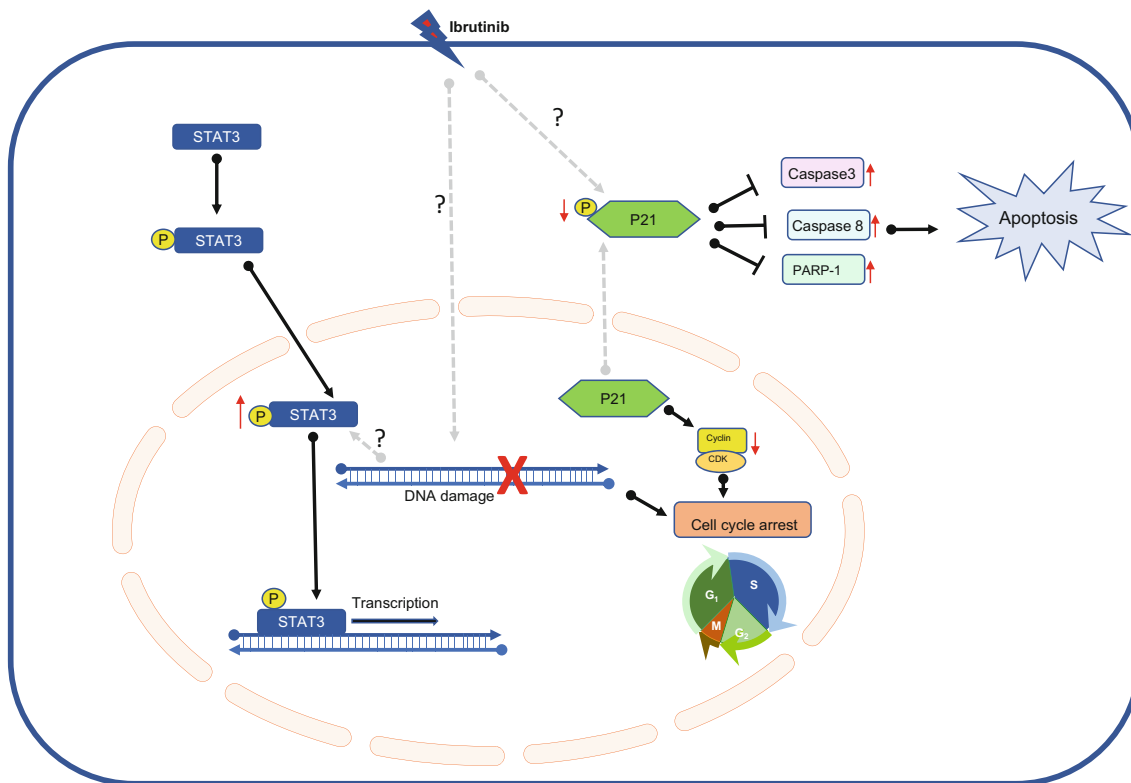 Ibrutinib
?
STAT3
Caspase3
P
P21
Caspase 8
Apoptosis
?
P
STAT3
PARP-1
P21
P
STAT3
?
Cyclin
CDK
DNA damage
Cell cycle arrest
P
STAT3
Transcription
G1
S
M
G2